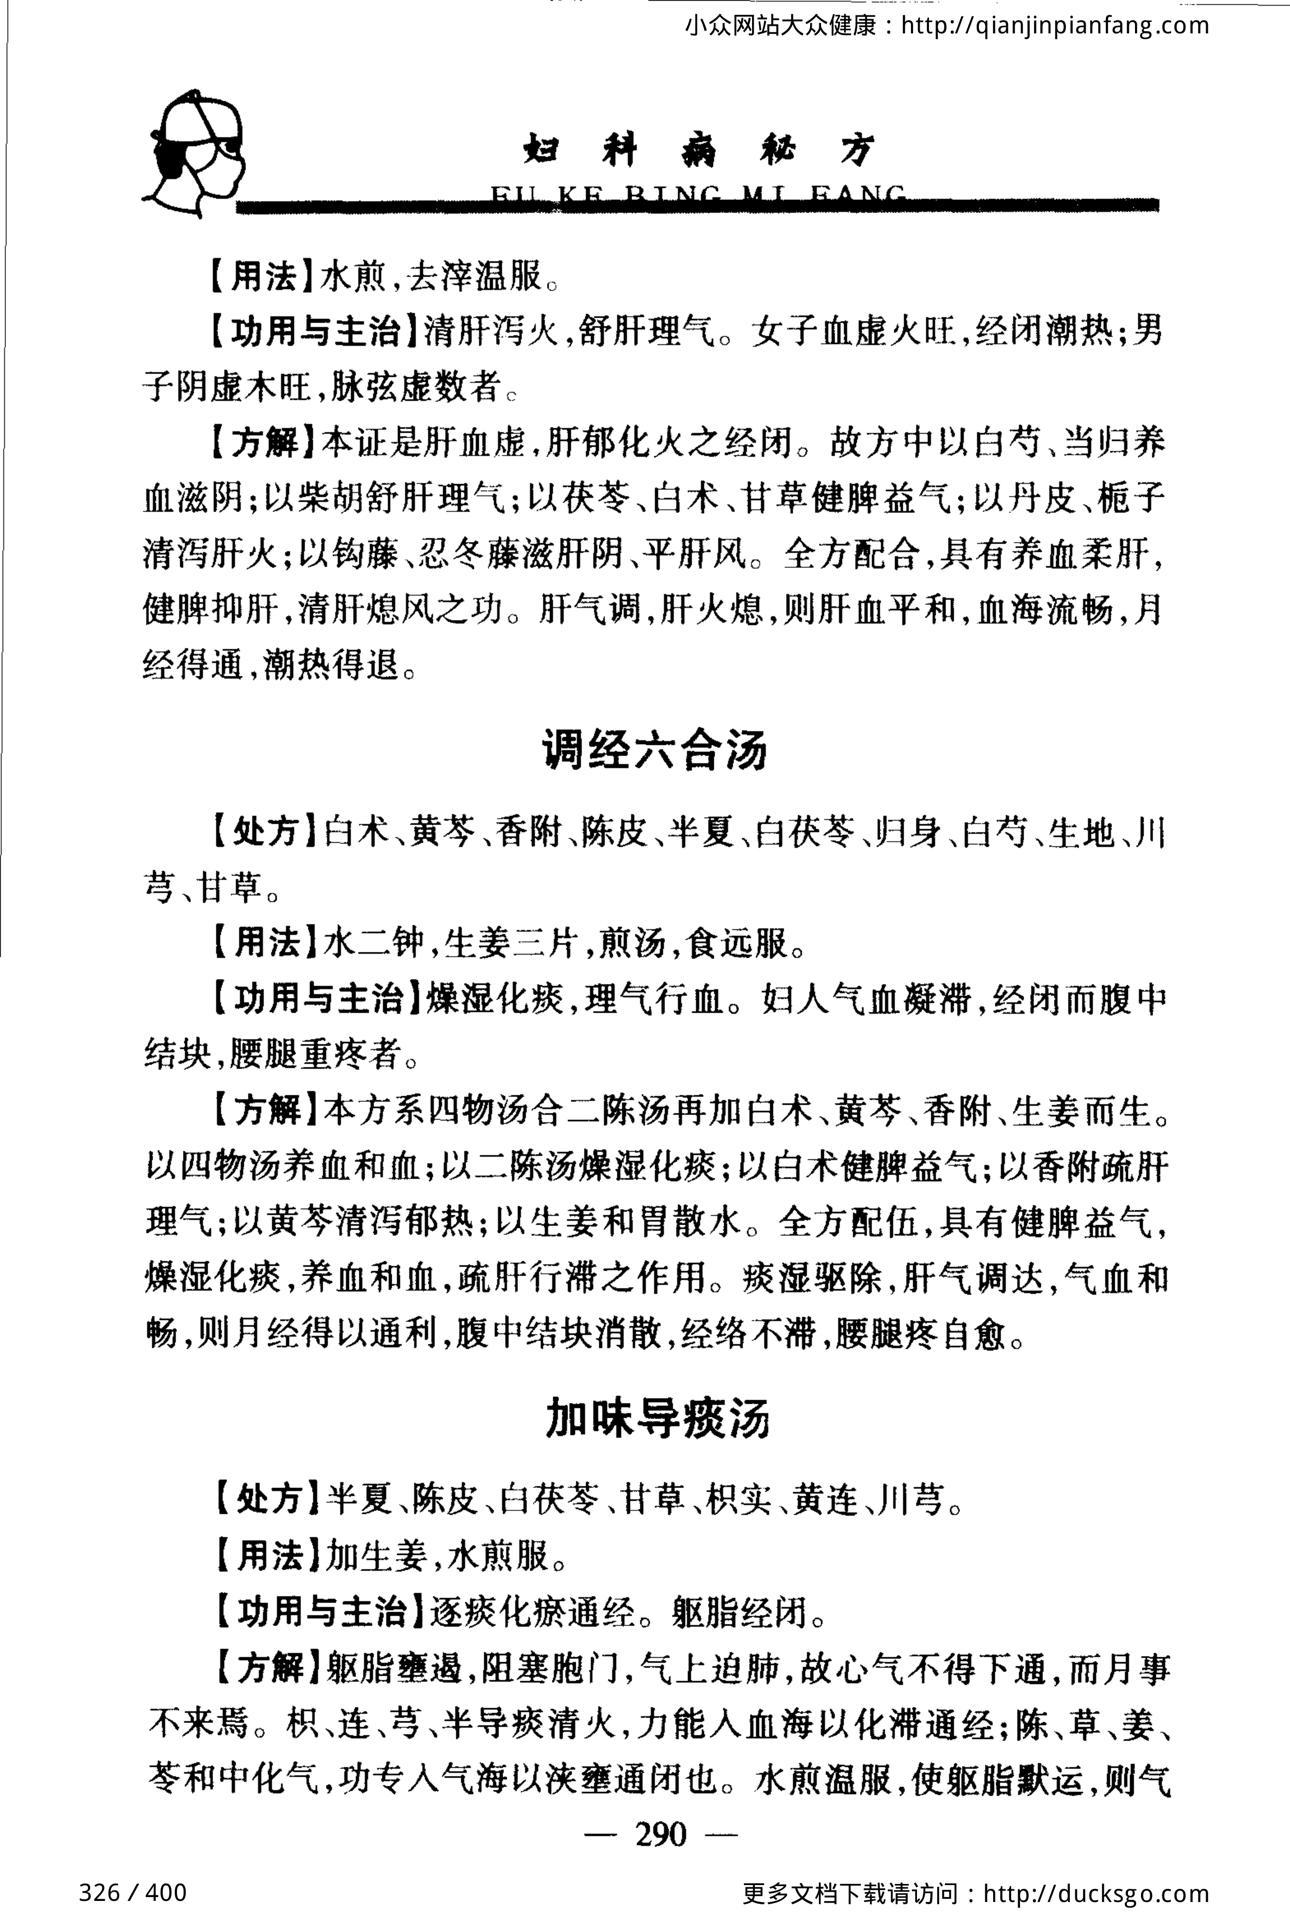 小众网站大众健康：http://qianjinpianfang.com
妇科病秘方
FU KE BING MI FANG
【用法】水煎,去滓温服。
【功用与主治】清肝泻火,舒肝理气。女子血虚火旺,经闭潮热;男
子阴虚木旺,脉弦虚数者。
【方解】本证是肝血虚,肝郁化火之经闭。故方中以白芍、当归养
血滋阴;以柴胡舒肝理气;以茯苓、白术、甘草健脾益气;以丹皮、栀子
清泻肝火;以钩藤、忍冬藤滋肝阴、平肝风。全方配合,具有养血柔肝,
健脾抑肝,清肝熄风之功。肝气调,肝火熄,则肝血平和,血海流畅,月
经得通,潮热得退。
调经六合汤
【处方】白术、黄芩、香附、陈皮、半夏、白茯苓、归身、白芍、生地、川
芎、甘草。
【用法】水二钟,生姜三片,煎汤,食远服。
【功用与主治】燥湿化痰,理气行血。妇人气血凝滞,经闭而腹中
结块,腰腿重疼者。
【方解】本方系四物汤合二陈汤再加白术、黄芩、香附、生姜而生。
以四物汤养血和血;以二陈汤燥湿化痰;以白术健脾益气;以香附疏肝
理气;以黄芩清泻郁热;以生姜和胃散水。全方配伍,具有健脾益气,
燥湿化痰,养血和血,疏肝行滞之作用。痰湿驱除,肝气调达,气血和
畅,则月经得以通利,腹中结块消散,经络不滞,腰腿疼自愈。
加味导痰汤
【处方】半夏、陈皮、白茯苓、甘草、枳实、黄连、川芎。
【用法】加生姜,水煎服。
【功用与主治】逐痰化瘀通经。躯脂经闭。
【方解】躯脂壅遏,阻塞胞门,气上迫肺,故心气不得下通,而月事
不来焉。枳、连、芎、半导痰清火,力能入血海以化滞通经;陈、草、姜、
苓和中化气,功专入气海以浃壅通闭也。水煎温服,使躯脂默运,则气
— 290 —
326 / 400
更多文档下载请访问：http://ducksgo.com